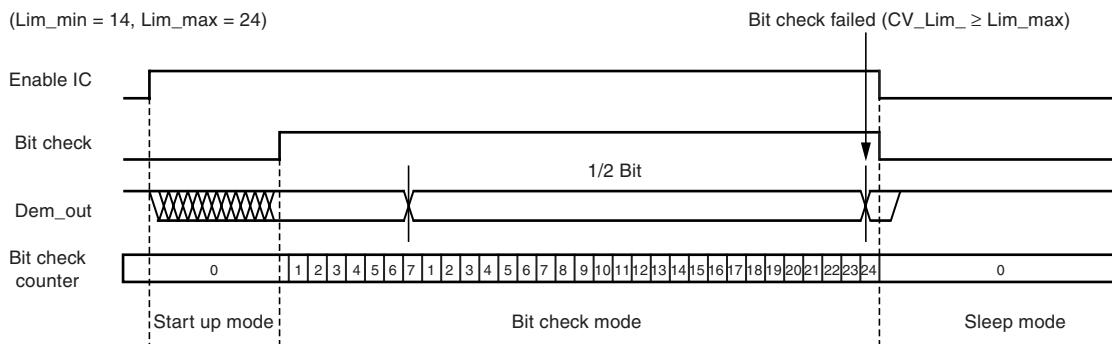 (Lim_min = 14, Lim_max = 24)
Bit check failed (CV_Lim_ ≥ Lim_max)
Enable IC
Bit check
1/2 Bit
Dem_out
Bit check
counter
0 1 2 3 4 5 6 7 1 2 3 4 5 6 7 8 9 10 11 12 13 14 15 16 17 18 19 20 21 22 23 24 0
Start up mode Bit check mode Sleep mode